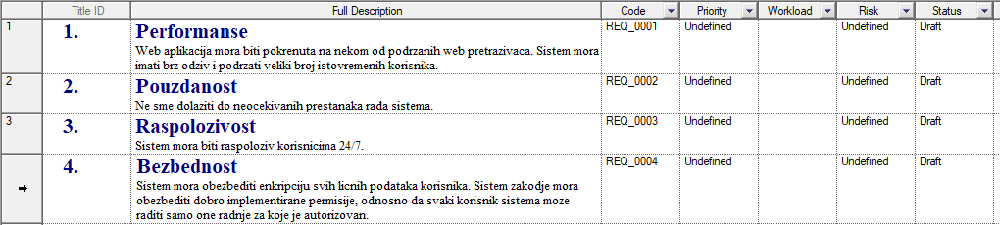 Title ID Full Description Code Priority Workload Risk Status
1 1. Performanse REQ_0001 Undefined Undefined Draft
Web aplikacija mora biti pokrenuta na nekom od podrzanih web pretrazivaca. Sistem mora
imati brz odziv i podrzati veliki broj istovremenih korisnika.
2 2. Pouzdanost REQ_0002 Undefined Undefined Draft
Ne sme dolaziti do neocekivanih prestanaka rada sistema.
3 3. Raspolozivost REQ_0003 Undefined Undefined Draft
Sistem mora biti raspoloziv korisnicima 24/7.
4. Bezbednost REQ_0004 Undefined Undefined Draft
Sistem mora obezbediti enkripciju svih licnih podataka korisnika. Sistem zakodje mora
obezbediti dobro implementirane permisije, odnosno da svaki korisnik sistema moze
raditi samo one radnje za koje je autorizovan.